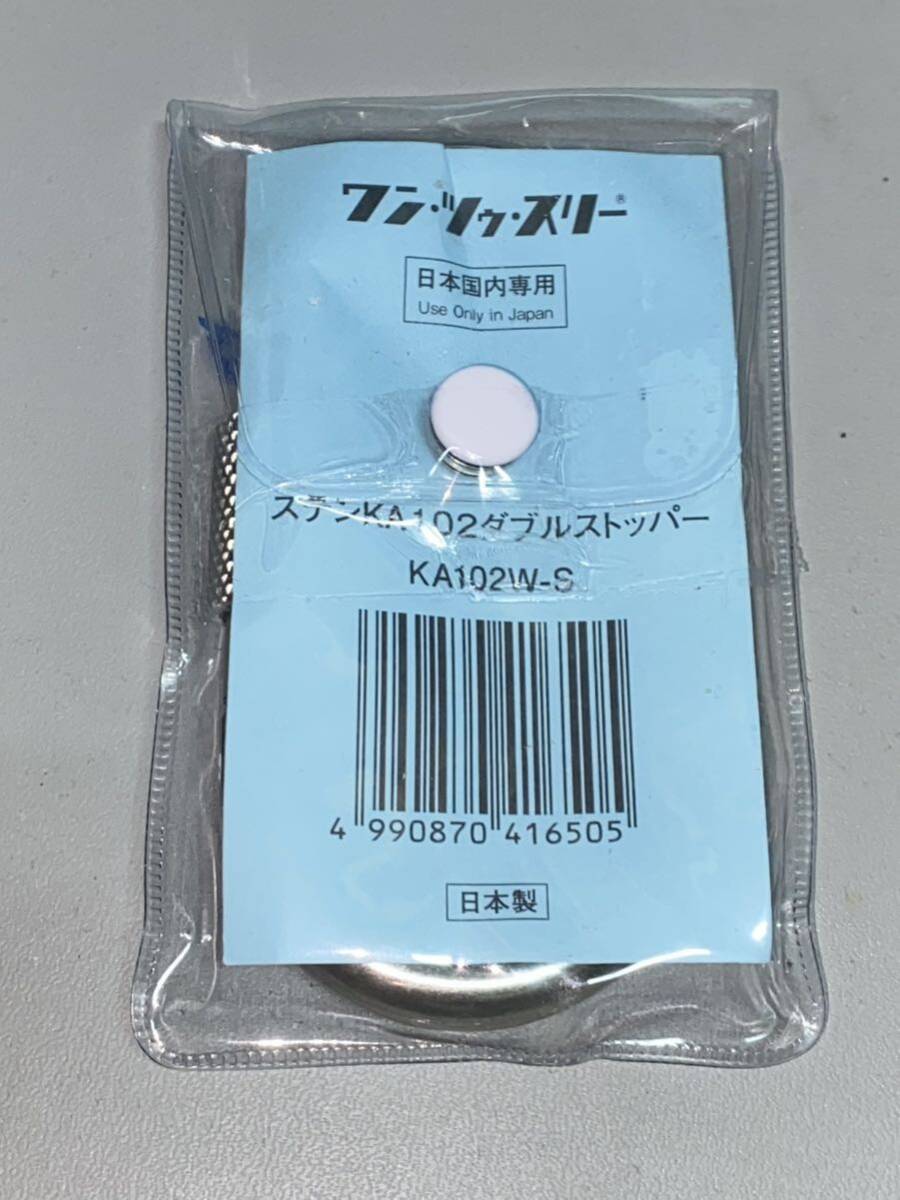 ワン・ツゥ・スリー®
日本国内専用
Use Only in Japan
ステンKA102ダブルストッパー
KA102W-S
4 990870 416505
日本製